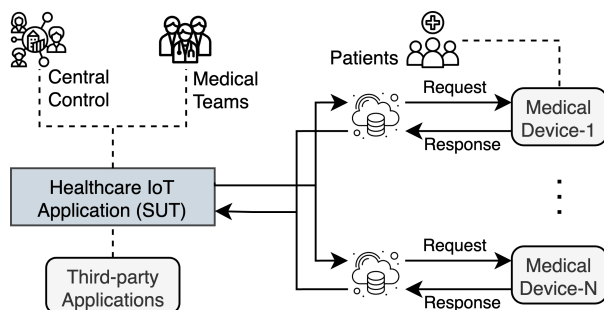 Central
Control
Medical
Teams
Patients
Request
Medical
Device-1
Response
Healthcare IoT
Application (SUT)
Request
Medical
Device-N
Response
Third-party
Applications